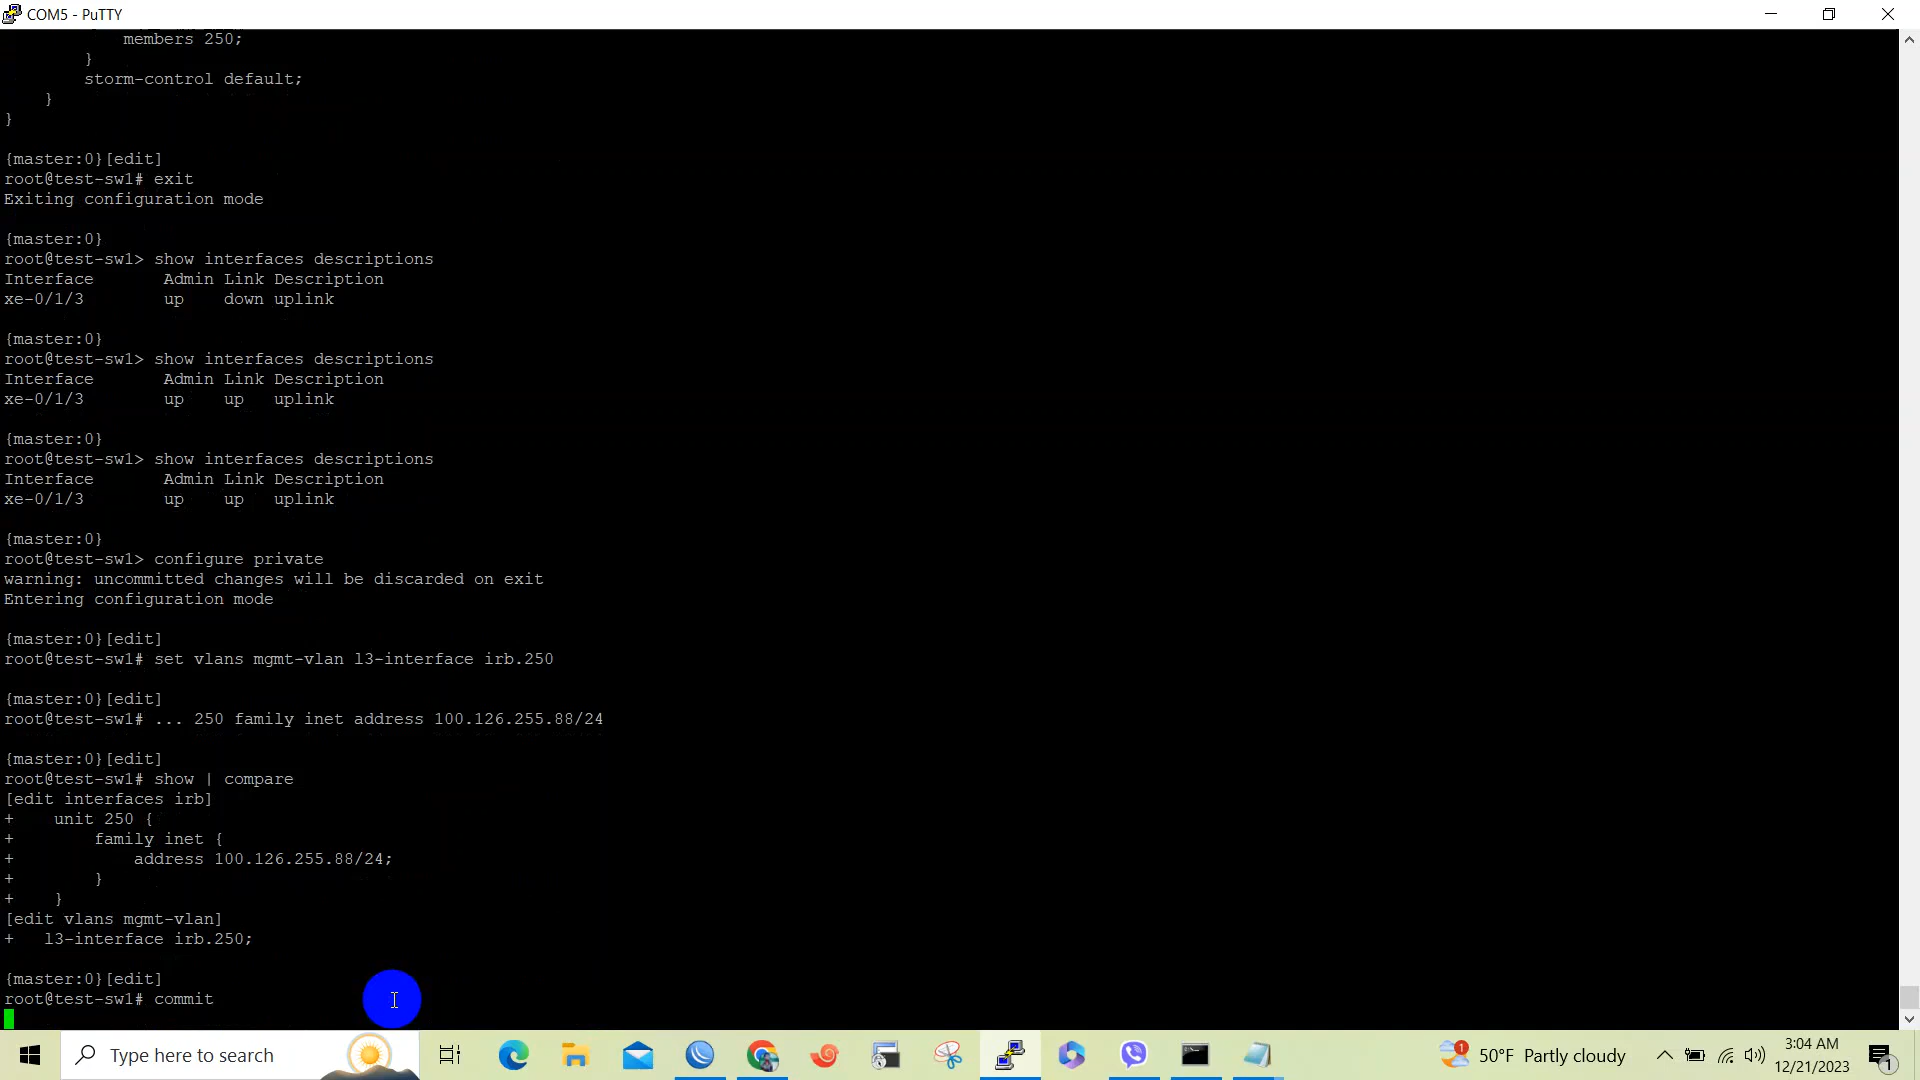 COM5 - PuTTY
members 250;
}
storm-control default;
}
}
{master:0}[edit]
root@test-sw1# exit
Exiting configuration mode
{master:0}
root@test-sw1> show interfaces descriptions
Interface Admin Link Description
xe-0/1/3 up down uplink
{master:0}
root@test-sw1> show interfaces descriptions
Interface Admin Link Description
xe-0/1/3 up up uplink
{master:0}
root@test-sw1> show interfaces descriptions
Interface Admin Link Description
xe-0/1/3 up up uplink
{master:0}
root@test-sw1> configure private
warning: uncommitted changes will be discarded on exit
Entering configuration mode
{master:0}[edit]
root@test-sw1# set vlans mgmt-vlan l3-interface irb.250
{master:0}[edit]
root@test-sw1# ... 250 family inet address 100.126.255.88/24
{master:0}[edit]
root@test-sw1# show | compare
[edit interfaces irb]
+ unit 250 {
+ family inet {
+ address 100.126.255.88/24;
+ }
+ }
[edit vlans mgmt-vlan]
+ l3-interface irb.250;
{master:0}[edit]
root@test-sw1# commit
Type here to search
1
50°F Partly cloudy
3:04 AM
12/21/2023
1